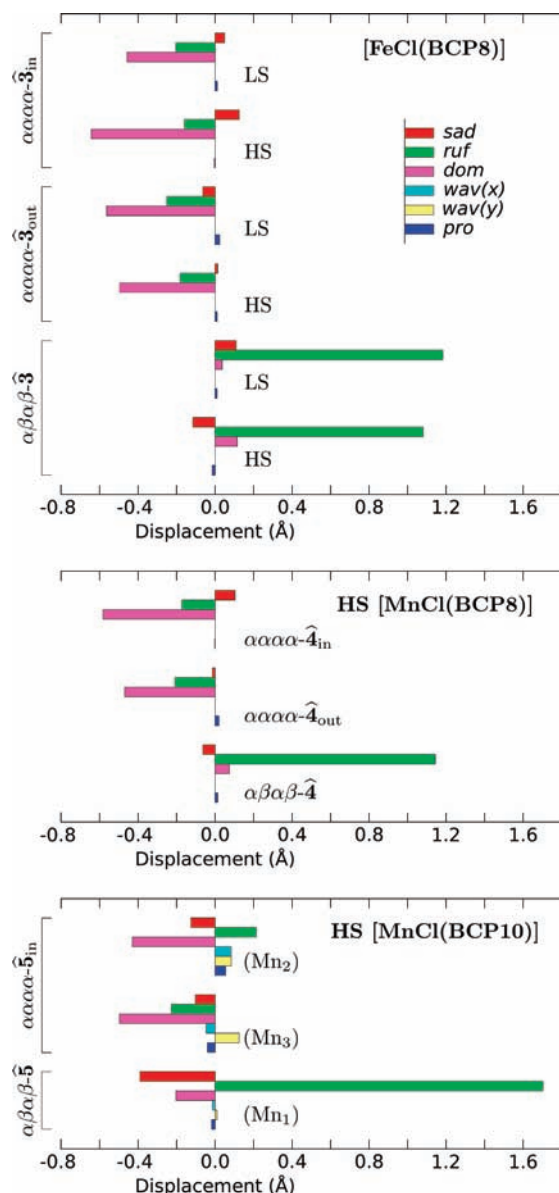 [FeCl(BCP8)]
αααα-3̂in
LS
HS
sad
ruf
dom
wav(x)
wav(y)
pro
αααα-3̂out
LS
HS
αβαβ-3̂
LS
HS
-0.8 -0.4 0.0 0.4 0.8 1.2 1.6
Displacement (Å)
HS [MnCl(BCP8)]
αααα-4̂in
αααα-4̂out
αβαβ-4̂
-0.8 -0.4 0.0 0.4 0.8 1.2 1.6
Displacement (Å)
HS [MnCl(BCP10)]
αααα-5̂in
(Mn2)
(Mn3)
αβαβ-5̂
(Mn1)
-0.8 -0.4 0.0 0.4 0.8 1.2 1.6
Displacement (Å)